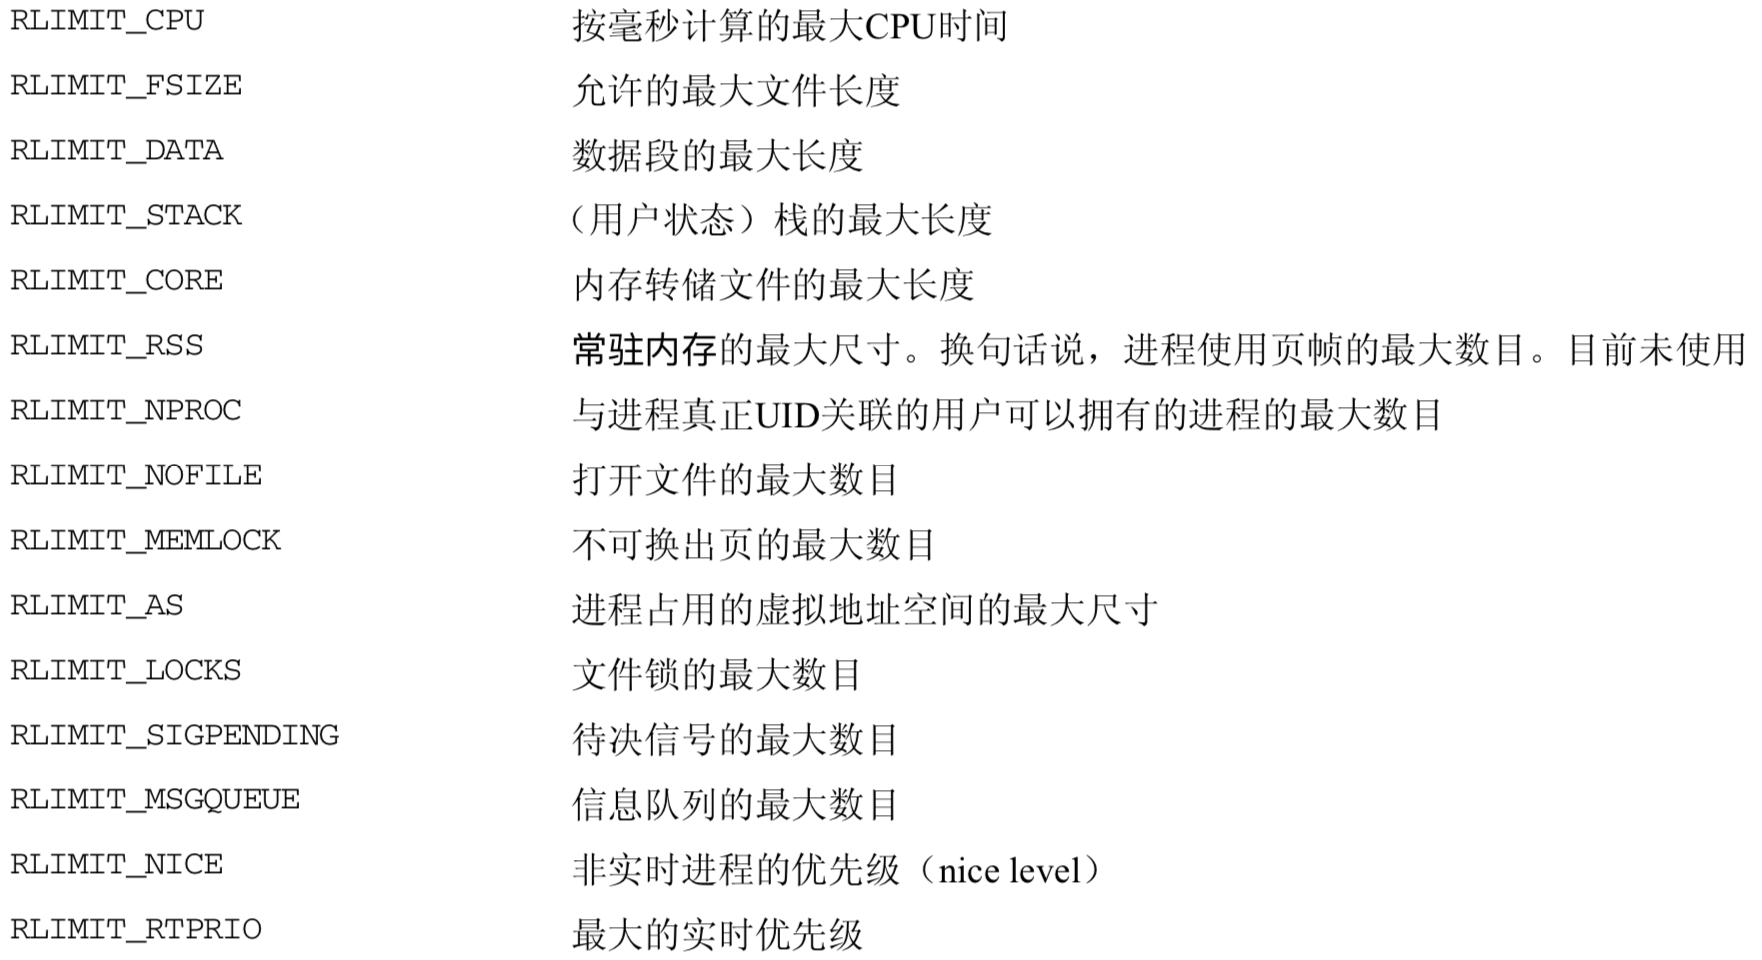 RLIMIT_CPU 按毫秒计算的最大CPU时间
RLIMIT_FSIZE 允许的最大文件长度
RLIMIT_DATA 数据段的最大长度
RLIMIT_STACK （用户状态）栈的最大长度
RLIMIT_CORE 内存转储文件的最大长度
RLIMIT_RSS 常驻内存的最大尺寸。换句话说，进程使用页帧的最大数目。目前未使用
RLIMIT_NPROC 与进程真正UID关联的用户可以拥有的进程的最大数目
RLIMIT_NOFILE 打开文件的最大数目
RLIMIT_MEMLOCK 不可换出页的最大数目
RLIMIT_AS 进程占用的虚拟地址空间的最大尺寸
RLIMIT_LOCKS 文件锁的最大数目
RLIMIT_SIGPENDING 待决信号的最大数目
RLIMIT_MSGQUEUE 信息队列的最大数目
RLIMIT_NICE 非实时进程的优先级（nice level）
RLIMIT_RTPRIO 最大的实时优先级